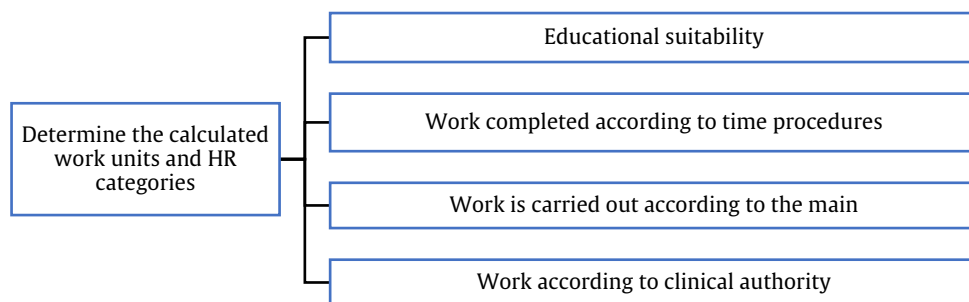 Determine the calculated
work units and HR
categories
Educational suitability
Work completed according to time procedures
Work is carried out according to the main
Work according to clinical authority